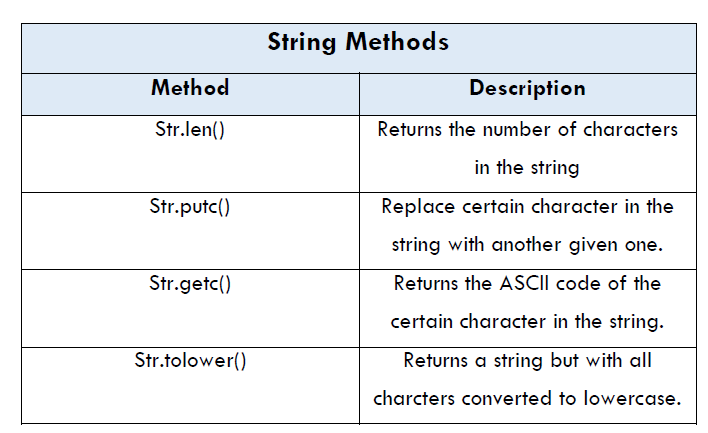 String Methods
Method Description
Str.len() Returns the number of characters
in the string
Str.putc() Replace certain character in the
string with another given one.
Str.getc() Returns the ASCII code of the
certain character in the string.
Str.tolower() Returns a string but with all
charcters converted to lowercase.